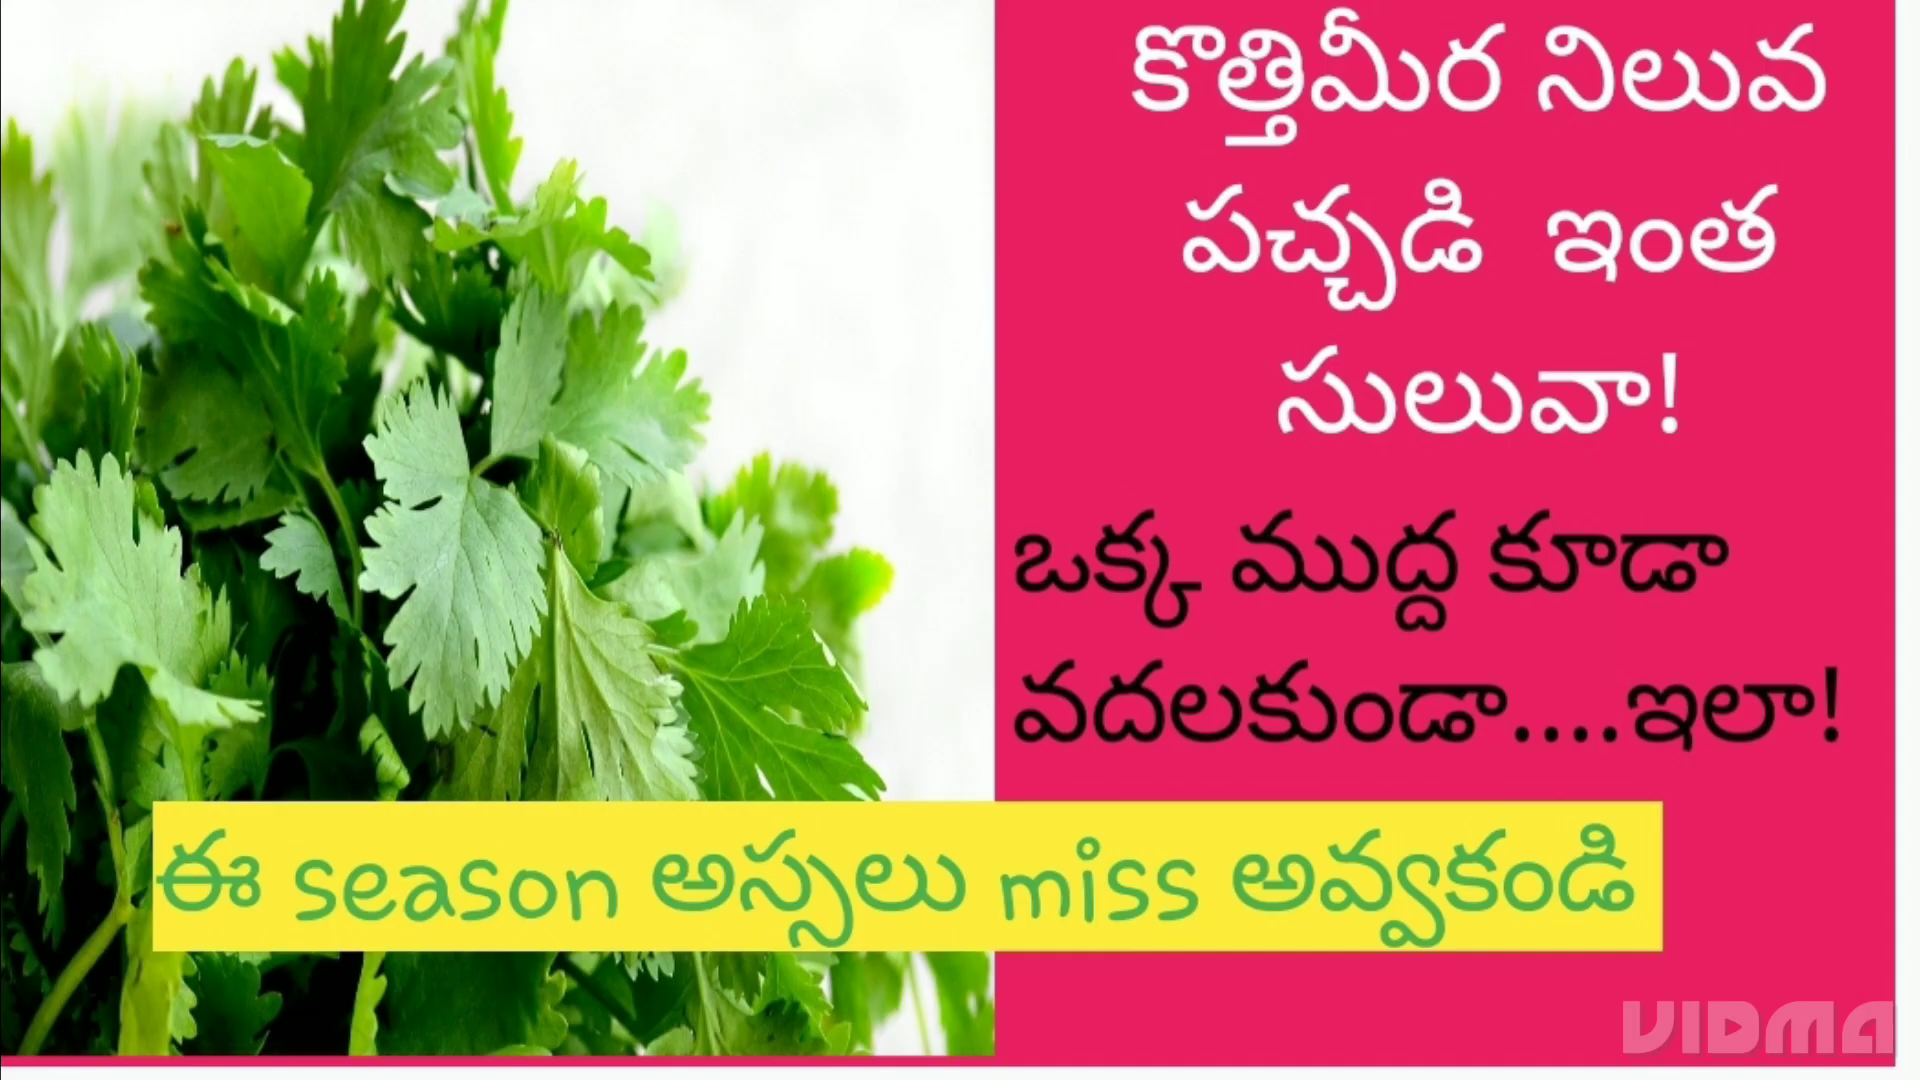 కొత్తిమీర నిలువ
పచ్చడి ఇంత
సులువా!
ఒక్క ముద్ద కూడా
వదలకుండా....ఇలా!
ఈ season అస్సలు miss అవ్వకండి
VIDMA